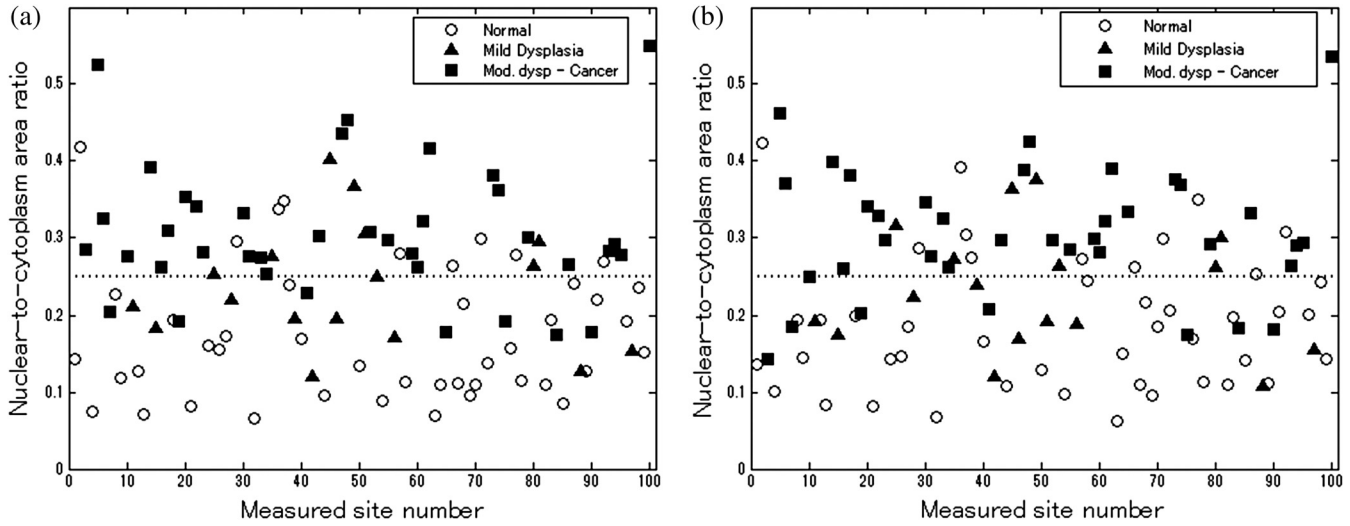 (a)
Normal
Mild Dysplasia
Mod. dysp - Cancer
Nuclear-to-cytoplasm area ratio
0.5
0.4
0.3
0.2
0.1
0
0 10 20 30 40 50 60 70 80 90 100
Measured site number
(b)
Normal
Mild Dysplasia
Mod. dysp - Cancer
Nuclear-to-cytoplasm area ratio
0.5
0.4
0.3
0.2
0.1
0
0 10 20 30 40 50 60 70 80 90 100
Measured site number